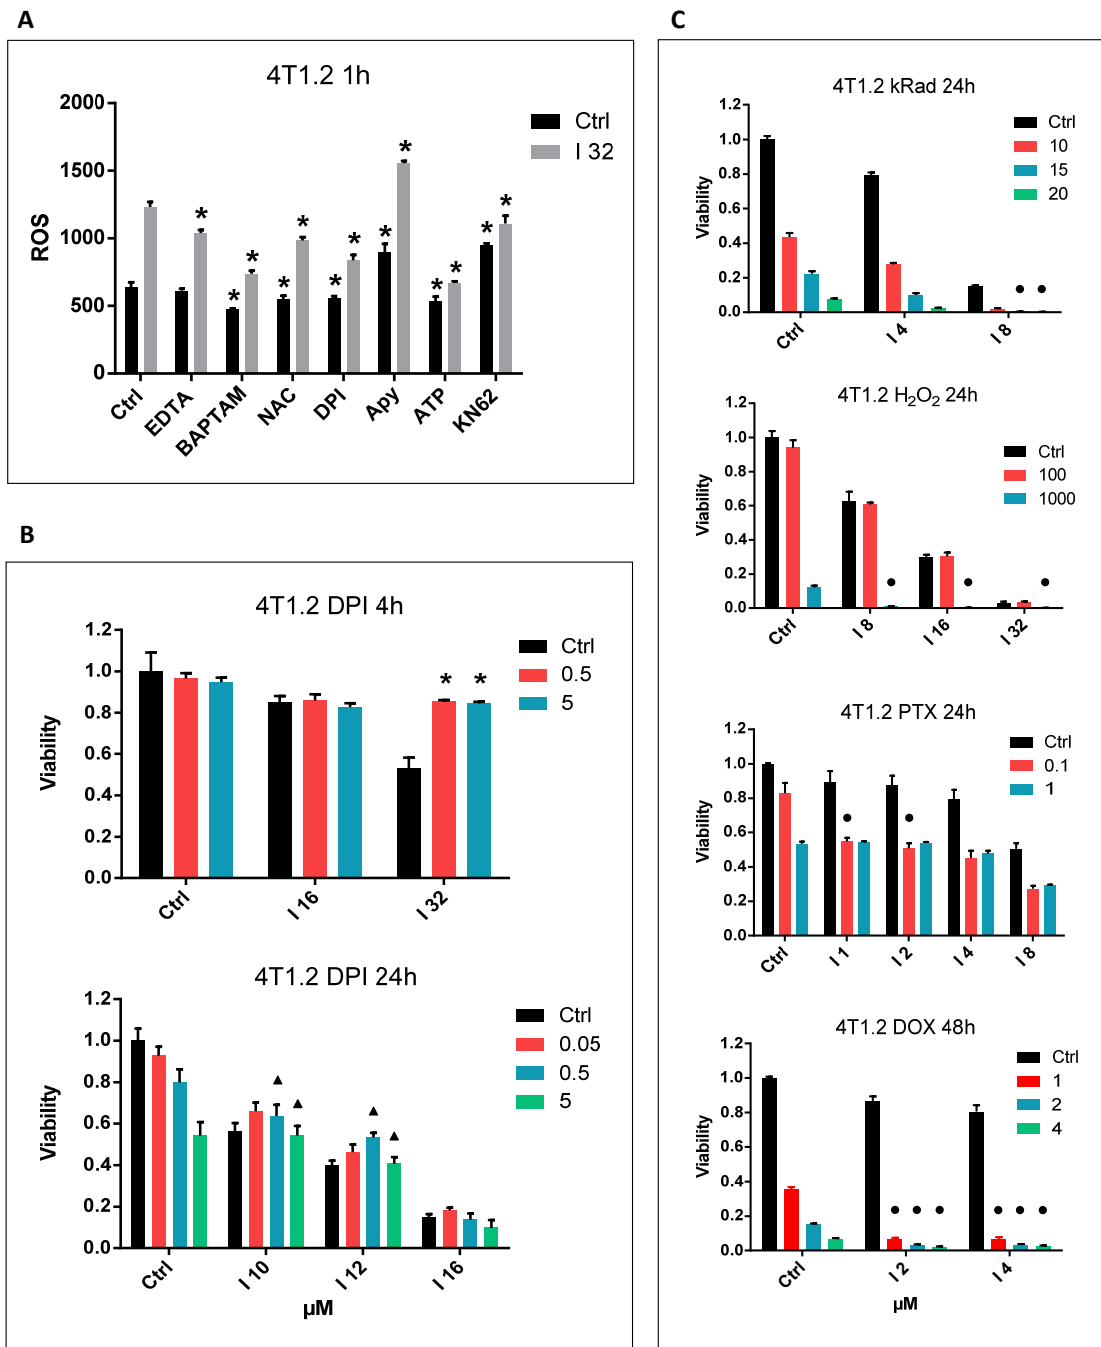 A
4T1.2 1h
2000
1500
1000
500
0
ROS
Ctrl
I 32
* * * * * * * * * * * * *
Ctrl EDTA BAPTAM NAC DPI Apy ATP KN62
B
4T1.2 DPI 4h
1.2
1.0
0.8
0.6
0.4
0.2
0.0
Viability
Ctrl
0.5
5
* *
Ctrl I 16 I 32
4T1.2 DPI 24h
1.2
1.0
0.8
0.6
0.4
0.2
0.0
Viability
Ctrl
0.05
0.5
5
Ctrl I 10 I 12 I 16
µM
C
4T1.2 kRad 24h
1.2
1.0
0.8
0.6
0.4
0.2
0.0
Viability
Ctrl
10
15
20
Ctrl I 4 I 8
4T1.2 H₂O₂ 24h
1.2
1.0
0.8
0.6
0.4
0.2
0.0
Viability
Ctrl
100
1000
Ctrl I 8 I 16 I 32
4T1.2 PTX 24h
1.2
1.0
0.8
0.6
0.4
0.2
0.0
Viability
Ctrl
0.1
1
Ctrl I 1 I 2 I 4 I 8
4T1.2 DOX 48h
1.2
1.0
0.8
0.6
0.4
0.2
0.0
Viability
Ctrl
1
2
4
Ctrl I 2 I 4
µM